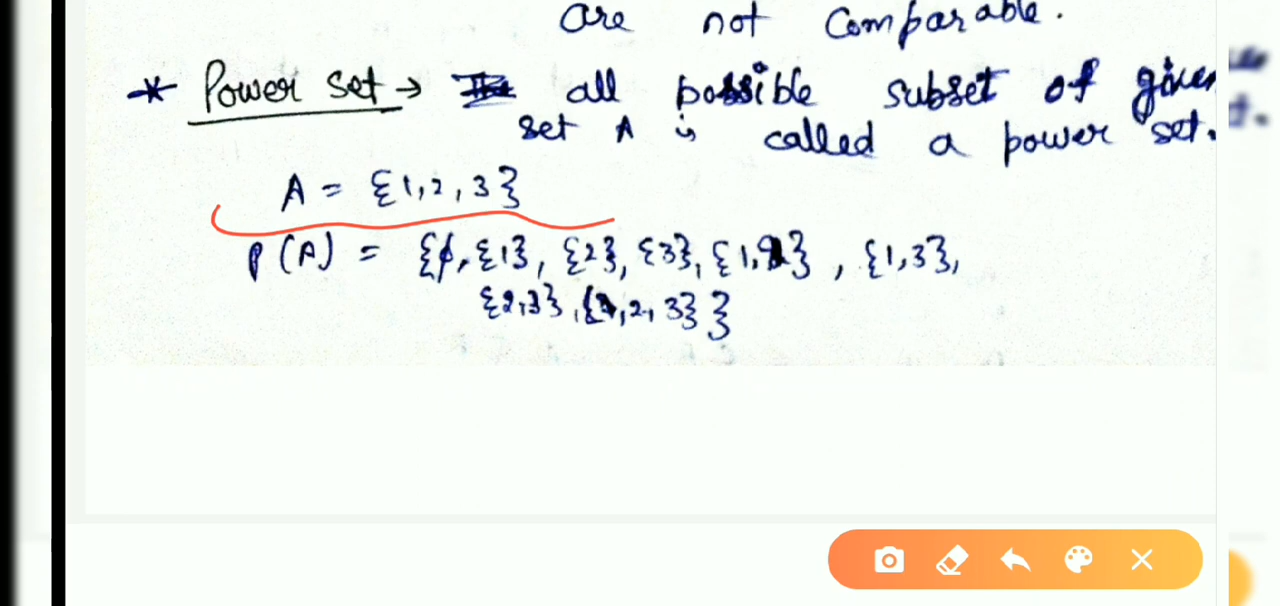 are not Comparable.
* Power set → all possible subset of given
set A is called a power set.
A = {1, 2, 3}
P(A) = {ϕ, {1}, {2}, {3}, {1,2}, {1,3},
{2,3}, {1,2,3}}